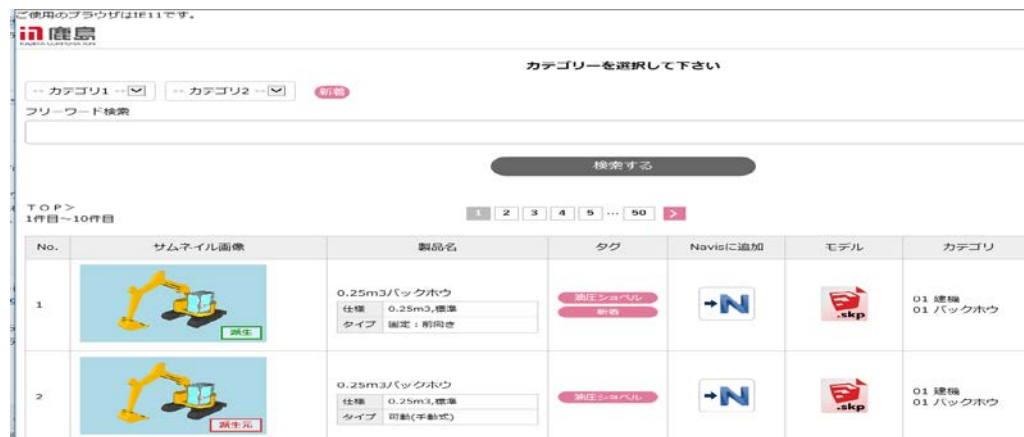 ご使用のブラウザはIE11です。
鹿島
KAJIMA CORPORATION
カテゴリーを選択して下さい
-- カテゴリ1 -- -- カテゴリ2 -- 新着
フリーワード検索
検索する
TOP>
1件目~10件目
1 2 3 4 5 ... 50 >
No. サムネイル画像 製品名 タグ Navisに追加 モデル カテゴリ
1
派生
0.25m3バックホウ
仕様 0.25m3,標準
タイプ 固定：前向き
油圧ショベル
新着
N
.skp
01 建機
01 バックホウ
2
派生元
0.25m3バックホウ
仕様 0.25m3,標準
タイプ 可動(手動式)
油圧ショベル
N
.skp
01 建機
01 バックホウ